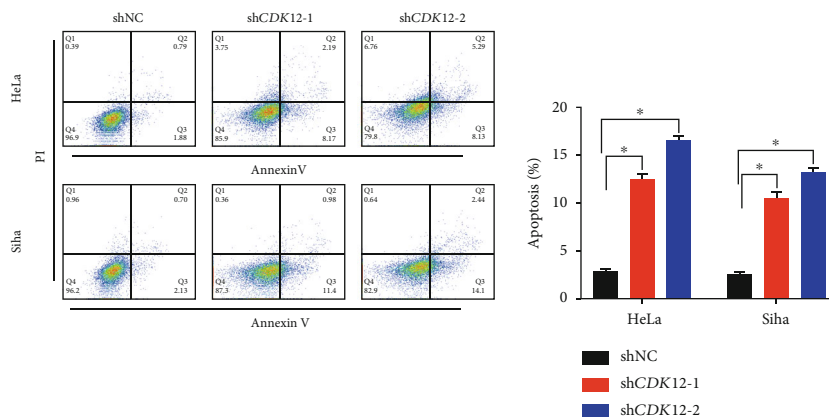 shNC
shCDK12-1
shCDK12-2
HeLa
PI
Q1
0.39
Q2
0.79
Q4
96.9
Q3
1.88
Q1
3.75
Q2
2.19
Q4
85.9
Q3
8.17
Q1
6.76
Q2
5.29
Q4
79.8
Q3
8.13
AnnexinV
Siha
Q1
0.96
Q2
0.70
Q4
96.2
Q3
2.13
Q1
0.36
Q2
0.98
Q4
87.3
Q3
11.4
Q1
0.64
Q2
2.44
Q4
82.9
Q3
14.1
Annexin V
Apoptosis (%)
20
15
10
5
0
*
*
*
*
HeLa
Siha
shNC
shCDK12-1
shCDK12-2